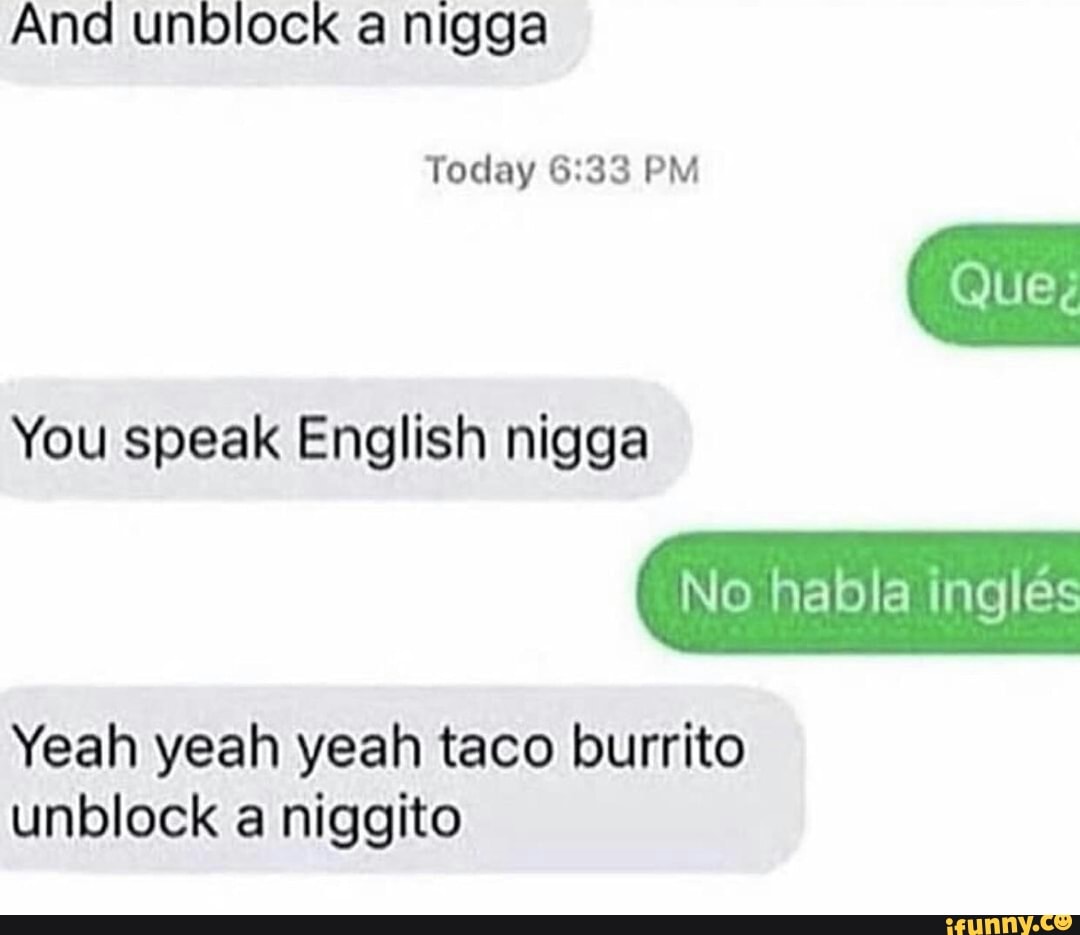 And unblock a nigga
Today 6:33 PM
Que¿
You speak English nigga
No habla inglés
Yeah yeah yeah taco burrito
unblock a niggito
ifunny.co